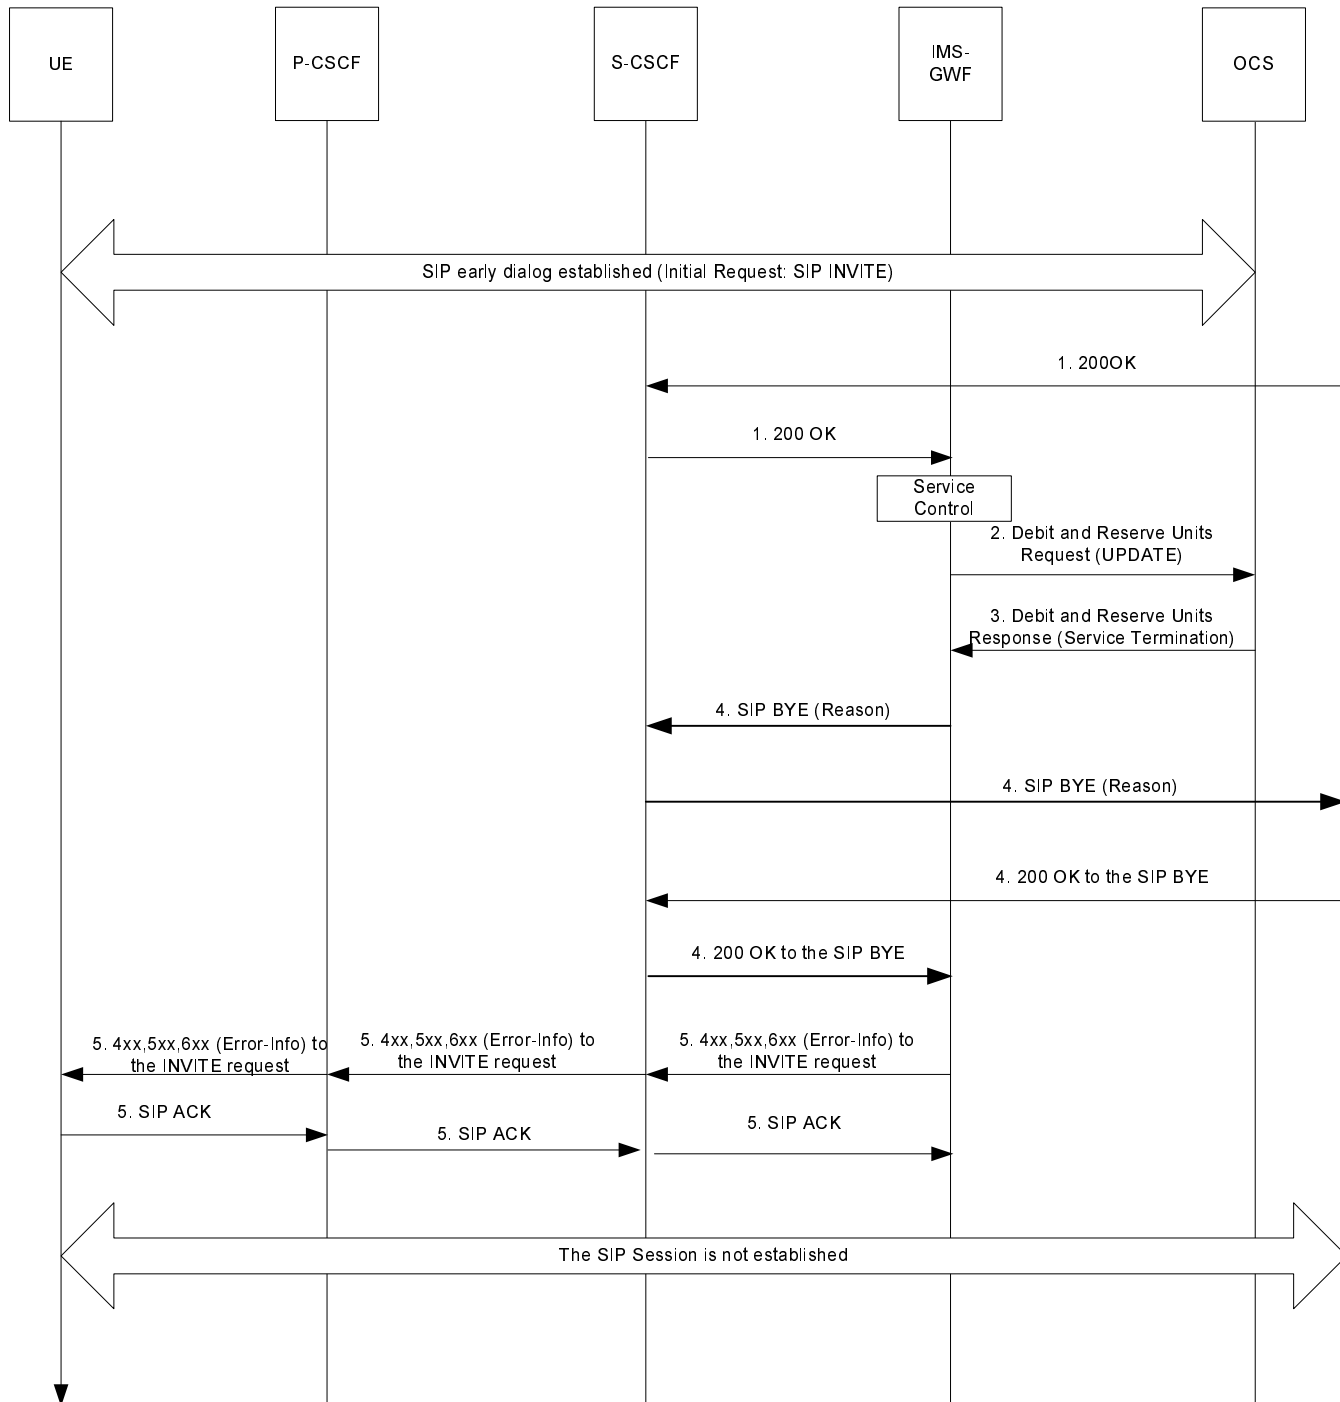 UE
P-CSCF
S-CSCF
IMS-
GWF
OCS
SIP early dialog established (Initial Request: SIP INVITE)
1. 200OK
1. 200 OK
Service
Control
2. Debit and Reserve Units
Request (UPDATE)
3. Debit and Reserve Units
Response (Service Termination)
4. SIP BYE (Reason)
4. SIP BYE (Reason)
4. 200 OK to the SIP BYE
4. 200 OK to the SIP BYE
5. 4xx,5xx,6xx (Error-Info) to
the INVITE request
5. 4xx,5xx,6xx (Error-Info) to
the INVITE request
5. 4xx,5xx,6xx (Error-Info) to
the INVITE request
5. SIP ACK
5. SIP ACK
5. SIP ACK
The SIP Session is not established